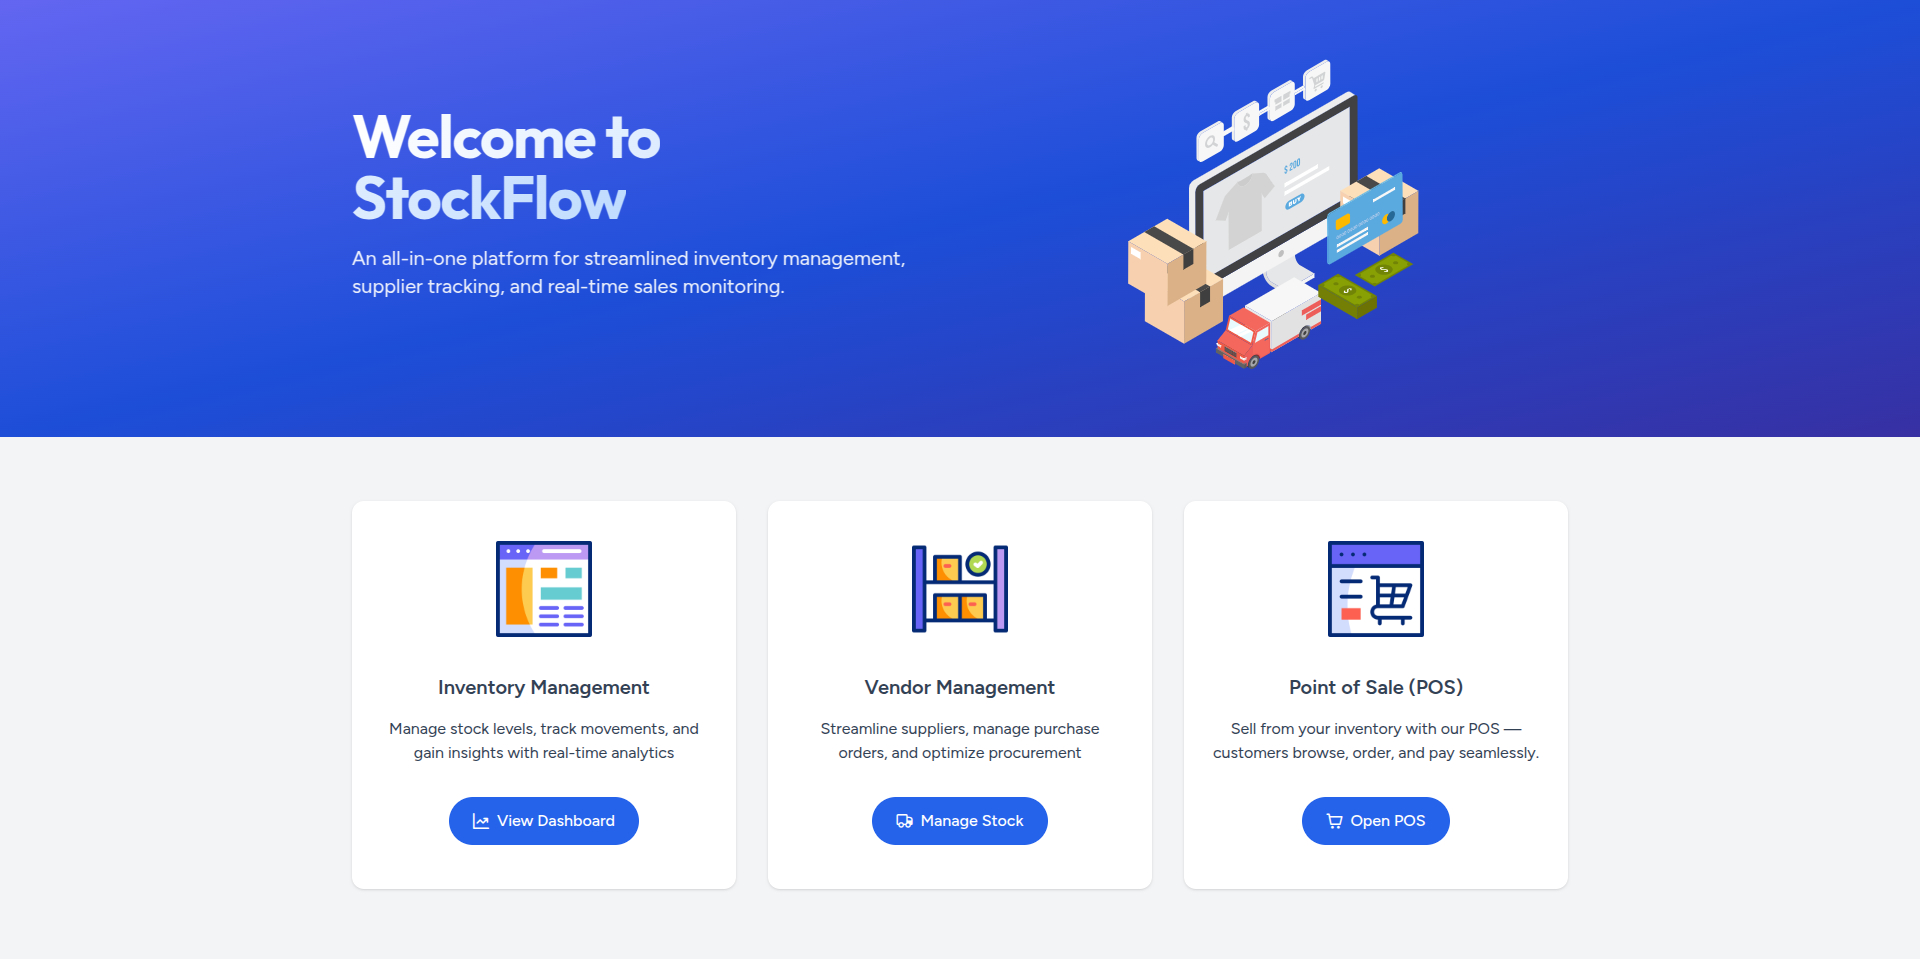 Welcome to
StockFlow
An all-in-one platform for streamlined inventory management,
supplier tracking, and real-time sales monitoring.
$
$ 200
BUY
$
$
Inventory Management
Manage stock levels, track movements, and
gain insights with real-time analytics
View Dashboard
Vendor Management
Streamline suppliers, manage purchase
orders, and optimize procurement
Manage Stock
Point of Sale (POS)
Sell from your inventory with our POS —
customers browse, order, and pay seamlessly.
Open POS